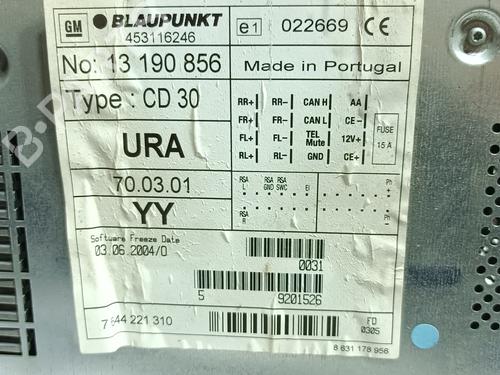 GM BLAUPUNKT e1 022669 CE
453116246
No: 13 190 856 Made in Portugal
Type : CD 30
RR+ RR- CAN H AA
FR+ FR- CAN L CE-
FL+ FL- TEL Mute 12V+
RL+ RL- GND CE+
FUSE 15 A
URA
70.03.01
RSA L RSA GND RSA SWC EI PH
RSA R
YY
Software Freeze Date
03.06.2004/D
0031
5 9201526
7 644 221 310
FD 0305
8 631 178 956